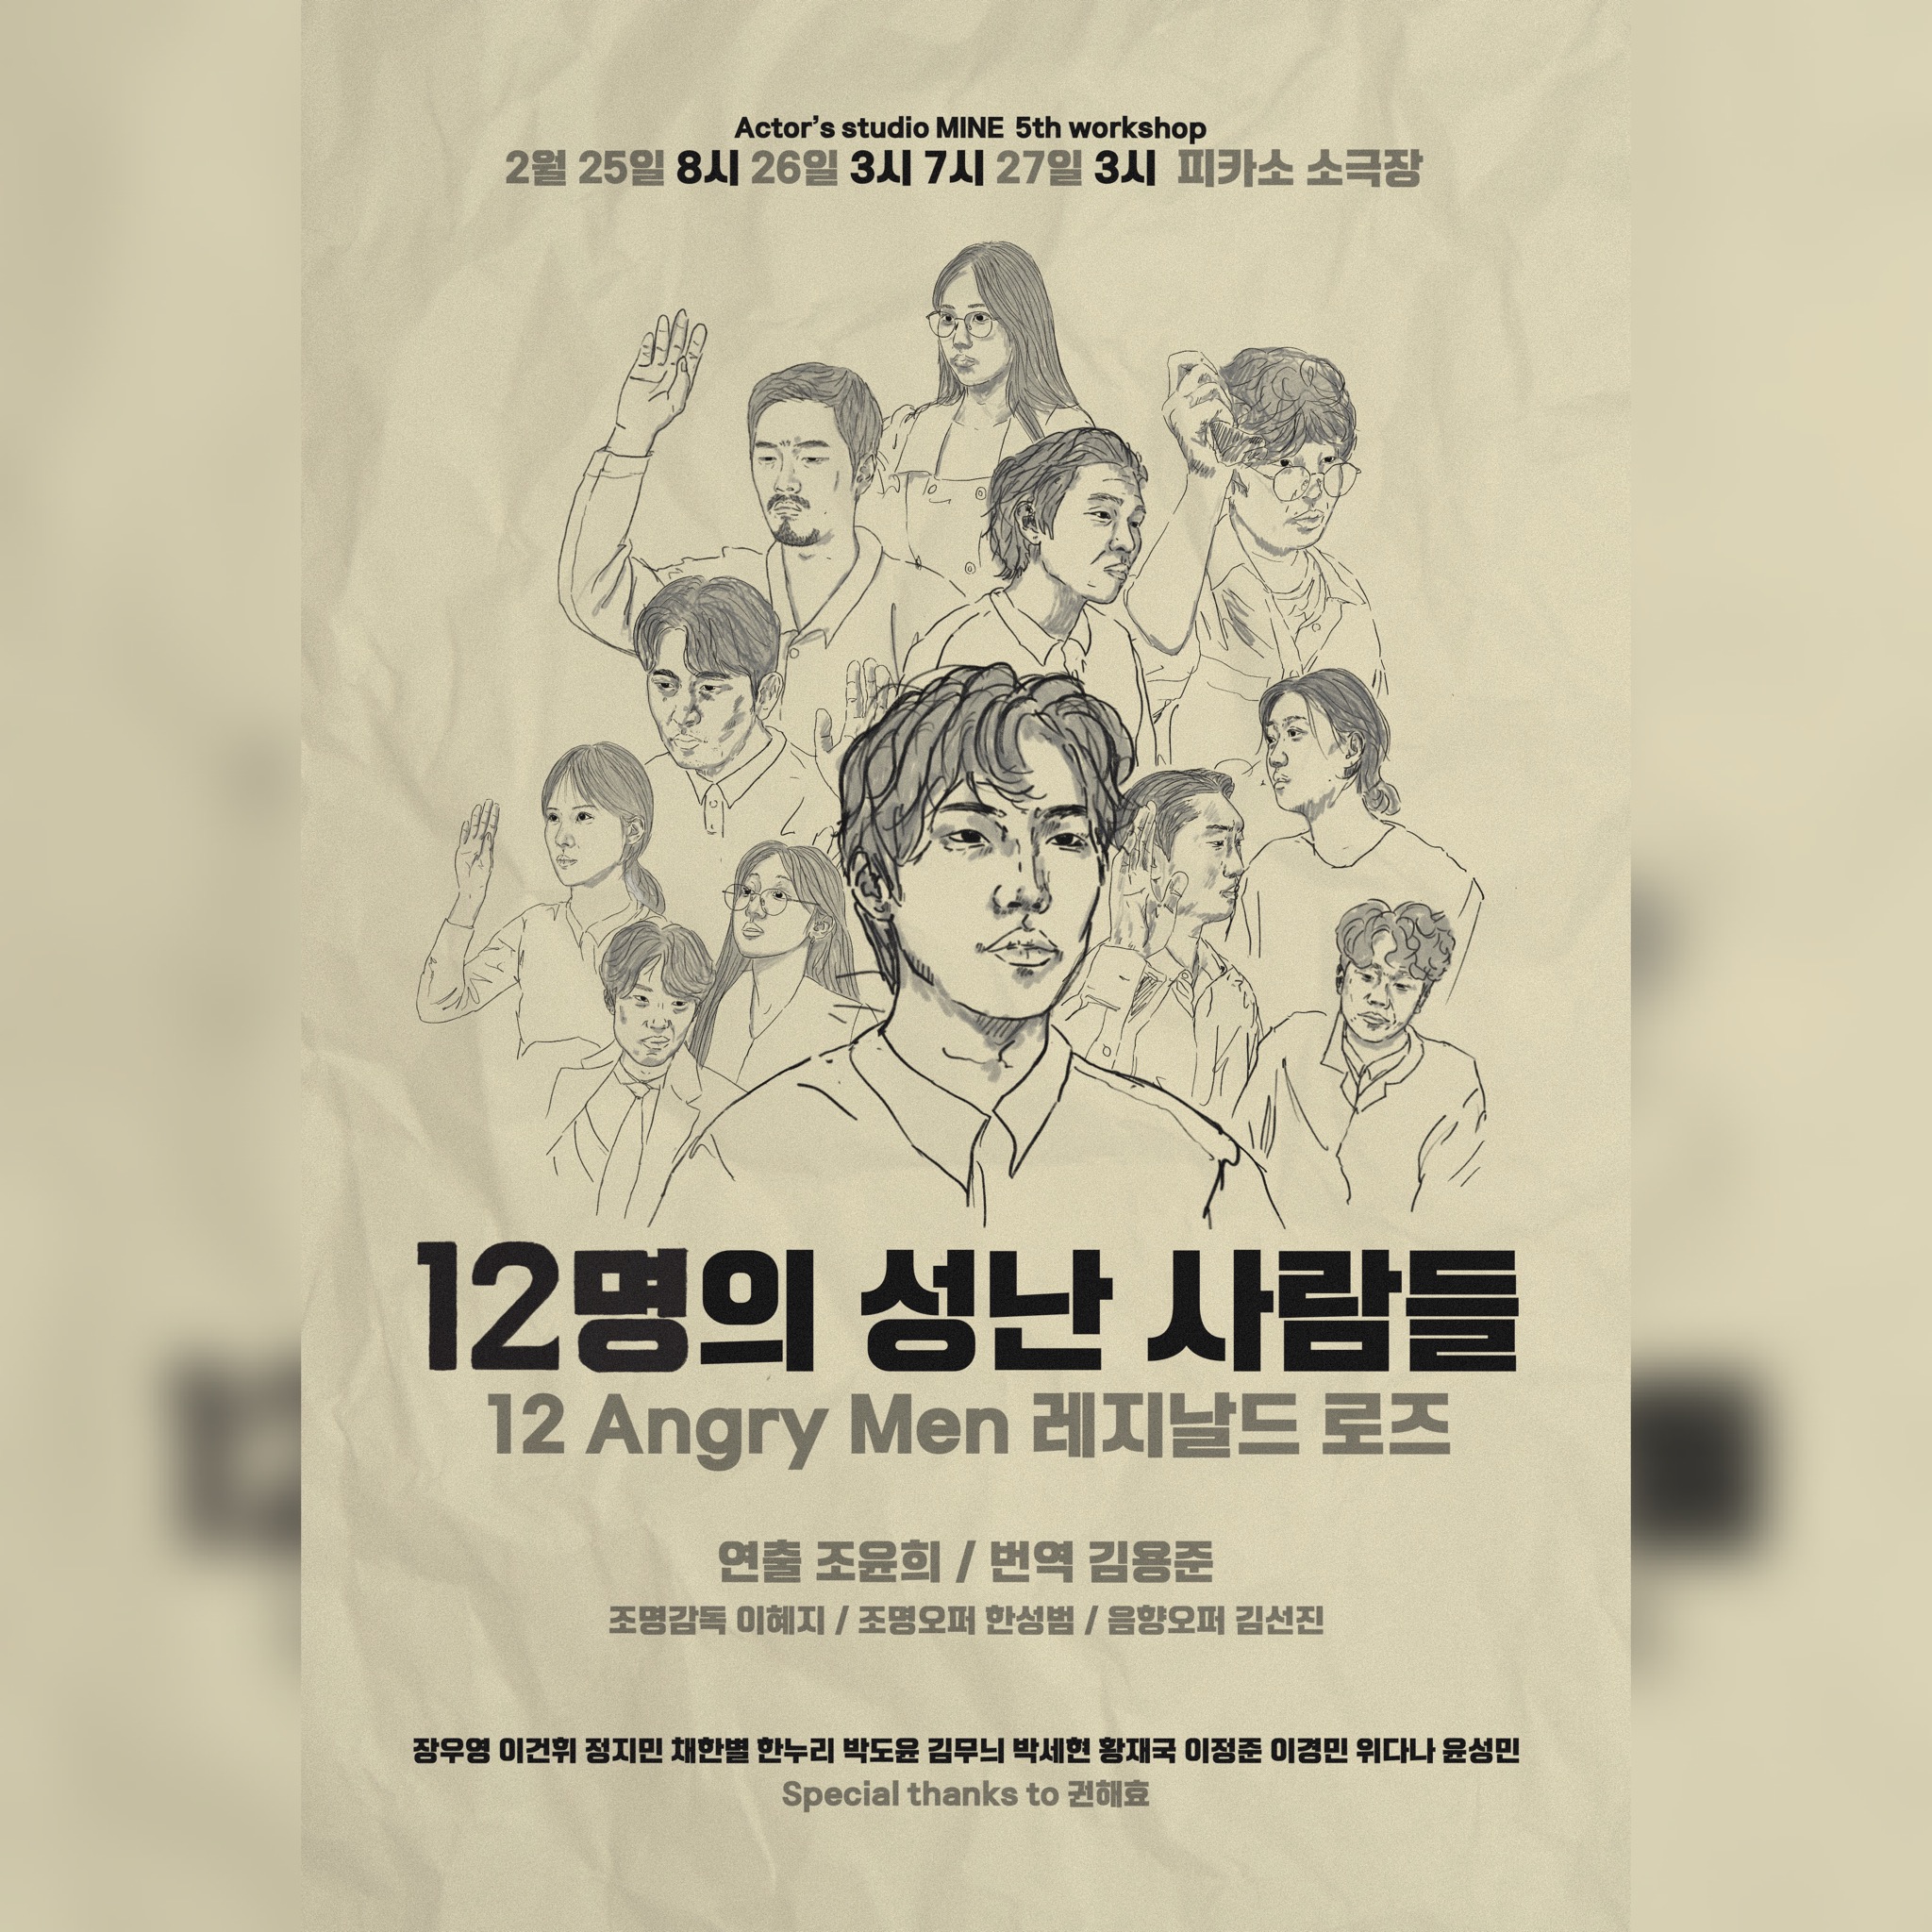 Actor's studio MINE 5th workshop
2월 25일 8시 26일 3시 7시 27일 3시 피카소 소극장
12명의 성난 사람들
12 Angry Men 레지날드 로즈
연출 조윤희 / 번역 김용준
조명감독 이혜지 / 조명오퍼 한성범 / 음향오퍼 김선진
장우영 이건휘 정지민 채한별 한누리 박도윤 김무늬 박세현 황재국 이정준 이경민 위다나 윤성민
Special thanks to 권해효